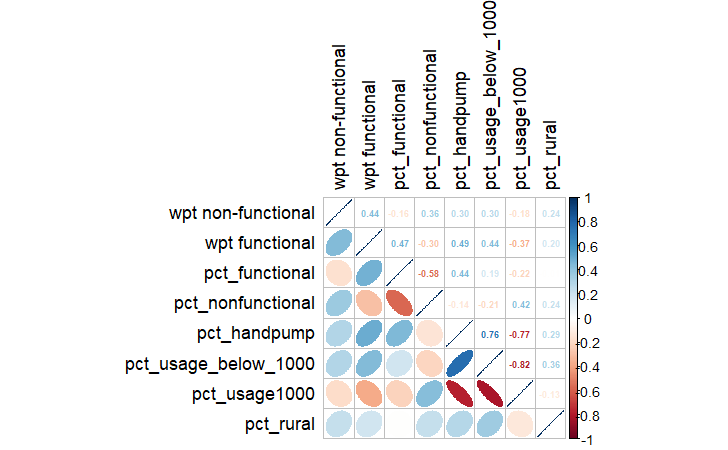 wpt non-functional
wpt functional
pct_functional
pct_nonfunctional
pct_handpump
pct_usage_below_1000
pct_usage1000
pct_rural
wpt non-functional 0.44 -0.16 0.36 0.30 0.30 -0.18 0.24
wpt functional 0.47 -0.30 0.49 0.44 -0.37 0.20
pct_functional -0.58 0.44 0.19 -0.22
pct_nonfunctional -0.14 -0.21 0.42 0.24
pct_handpump 0.76 -0.77 0.29
pct_usage_below_1000 -0.82 0.36
pct_usage1000 -0.13
pct_rural
1
0.8
0.6
0.4
0.2
0
-0.2
-0.4
-0.6
-0.8
-1